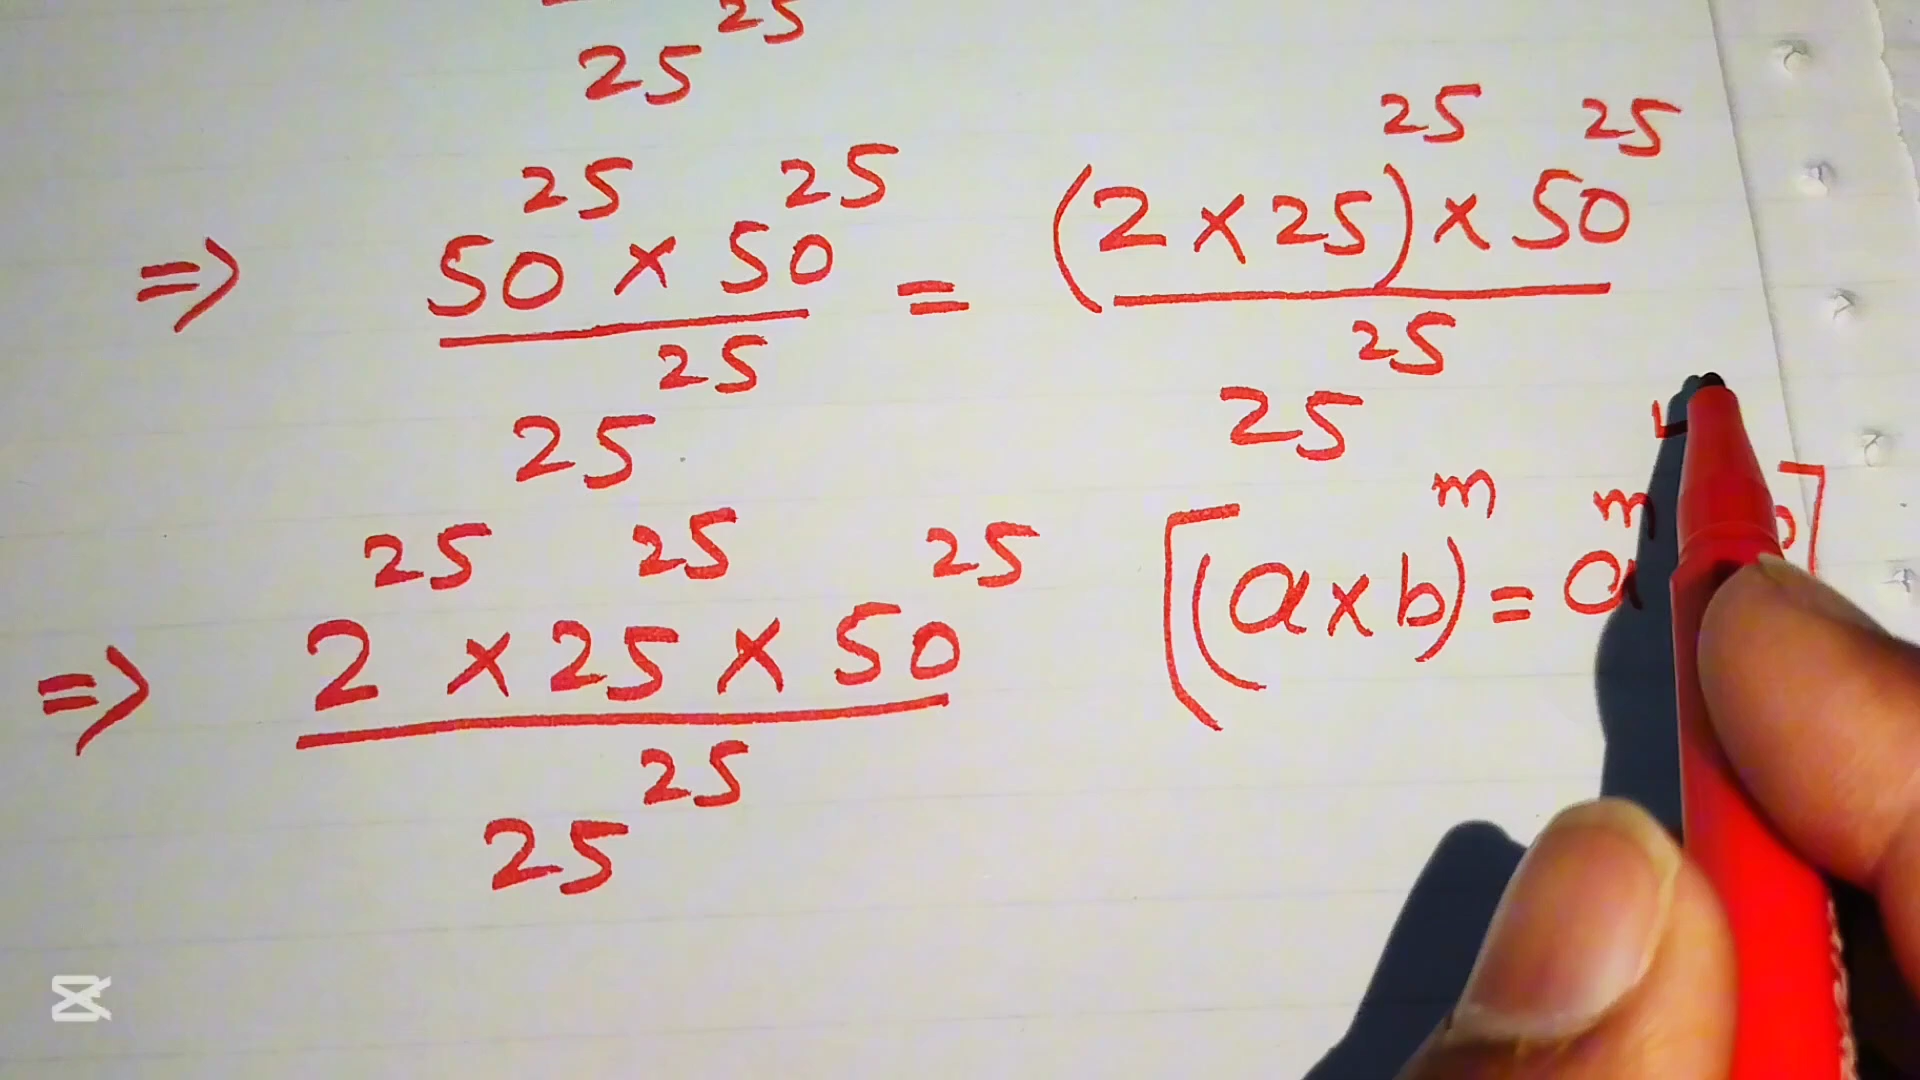 25^25
=> (50^25 × 50^25) / 25^25 = ((2 × 25)^25 × 50^25) / 25^25
=> (2^25 × 25^25 × 50^25) / 25^25 [(a×b)^m = a^m